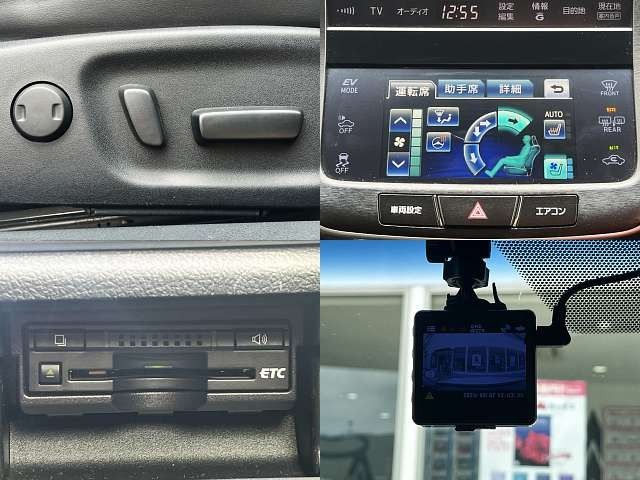 TV オーディオ 12:55 設定編集 情報G 目的地 現在地
EV MODE
運転席 助手席 詳細
FRONT
AUTO
OFF
REAR
OFF
車両設定 エアコン
ETC